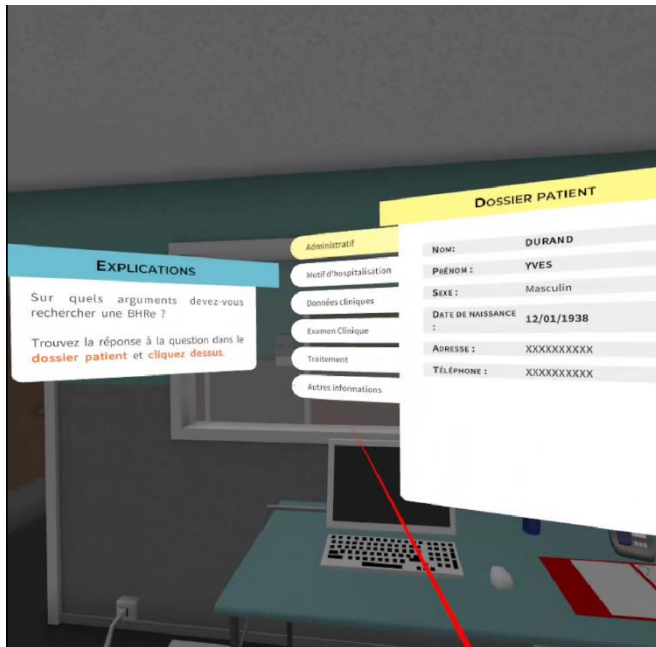 EXPLICATIONS
Sur quels arguments devez-vous
rechercher une BHRe ?
Trouvez la réponse à la question dans le
dossier patient et cliquez dessus.
Administratif
Motif d'hospitalisation
Données cliniques
Examen Clinique
Traitement
Autres informations
DOSSIER PATIENT
NOM: DURAND
PRÉNOM : YVES
SEXE : Masculin
DATE DE NAISSANCE : 12/01/1938
ADRESSE : XXXXXXXXXX
TÉLÉPHONE : XXXXXXXXXX